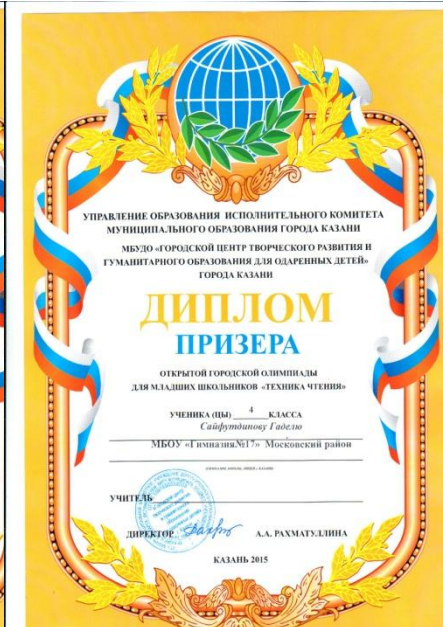 УПРАВЛЕНИЕ ОБРАЗОВАНИЯ ИСПОЛНИТЕЛЬНОГО КОМИТЕТА
МУНИЦИПАЛЬНОГО ОБРАЗОВАНИЯ ГОРОДА КАЗАНИ
МБУДО «ГОРОДСКОЙ ЦЕНТР ТВОРЧЕСКОГО РАЗВИТИЯ И
ГУМАНИТАРНОГО ОБРАЗОВАНИЯ ДЛЯ ОДАРЕННЫХ ДЕТЕЙ»
ГОРОДА КАЗАНИ
ДИПЛОМ
ПРИЗЕРА
ОТКРЫТОЙ ГОРОДСКОЙ ОЛИМПИАДЫ
ДЛЯ МЛАДШИХ ШКОЛЬНИКОВ «ТЕХНИКА ЧТЕНИЯ»
УЧЕНИКА (ЦЫ) 4 КЛАССА
Сайфутдинову Гаделю
МБОУ «Гимназия№17» Московский район
УЧИТЕЛЬ
ДИРЕКТОР А.А. РАХМАТУЛЛИНА
КАЗАНЬ 2015